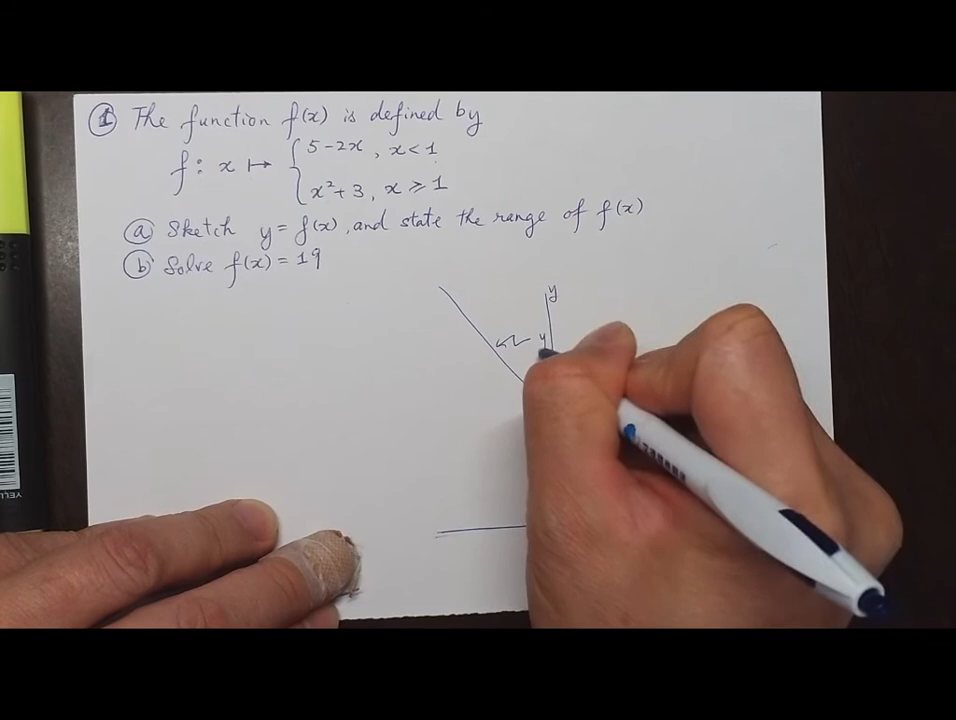 ① The function f(x) is defined by
f: x ↦ { 5-2x , x < 1
x²+3, x ⩾ 1
ⓐ Sketch y = f(x), and state the range of f(x)
ⓑ Solve f(x) = 19
y
y
YELL